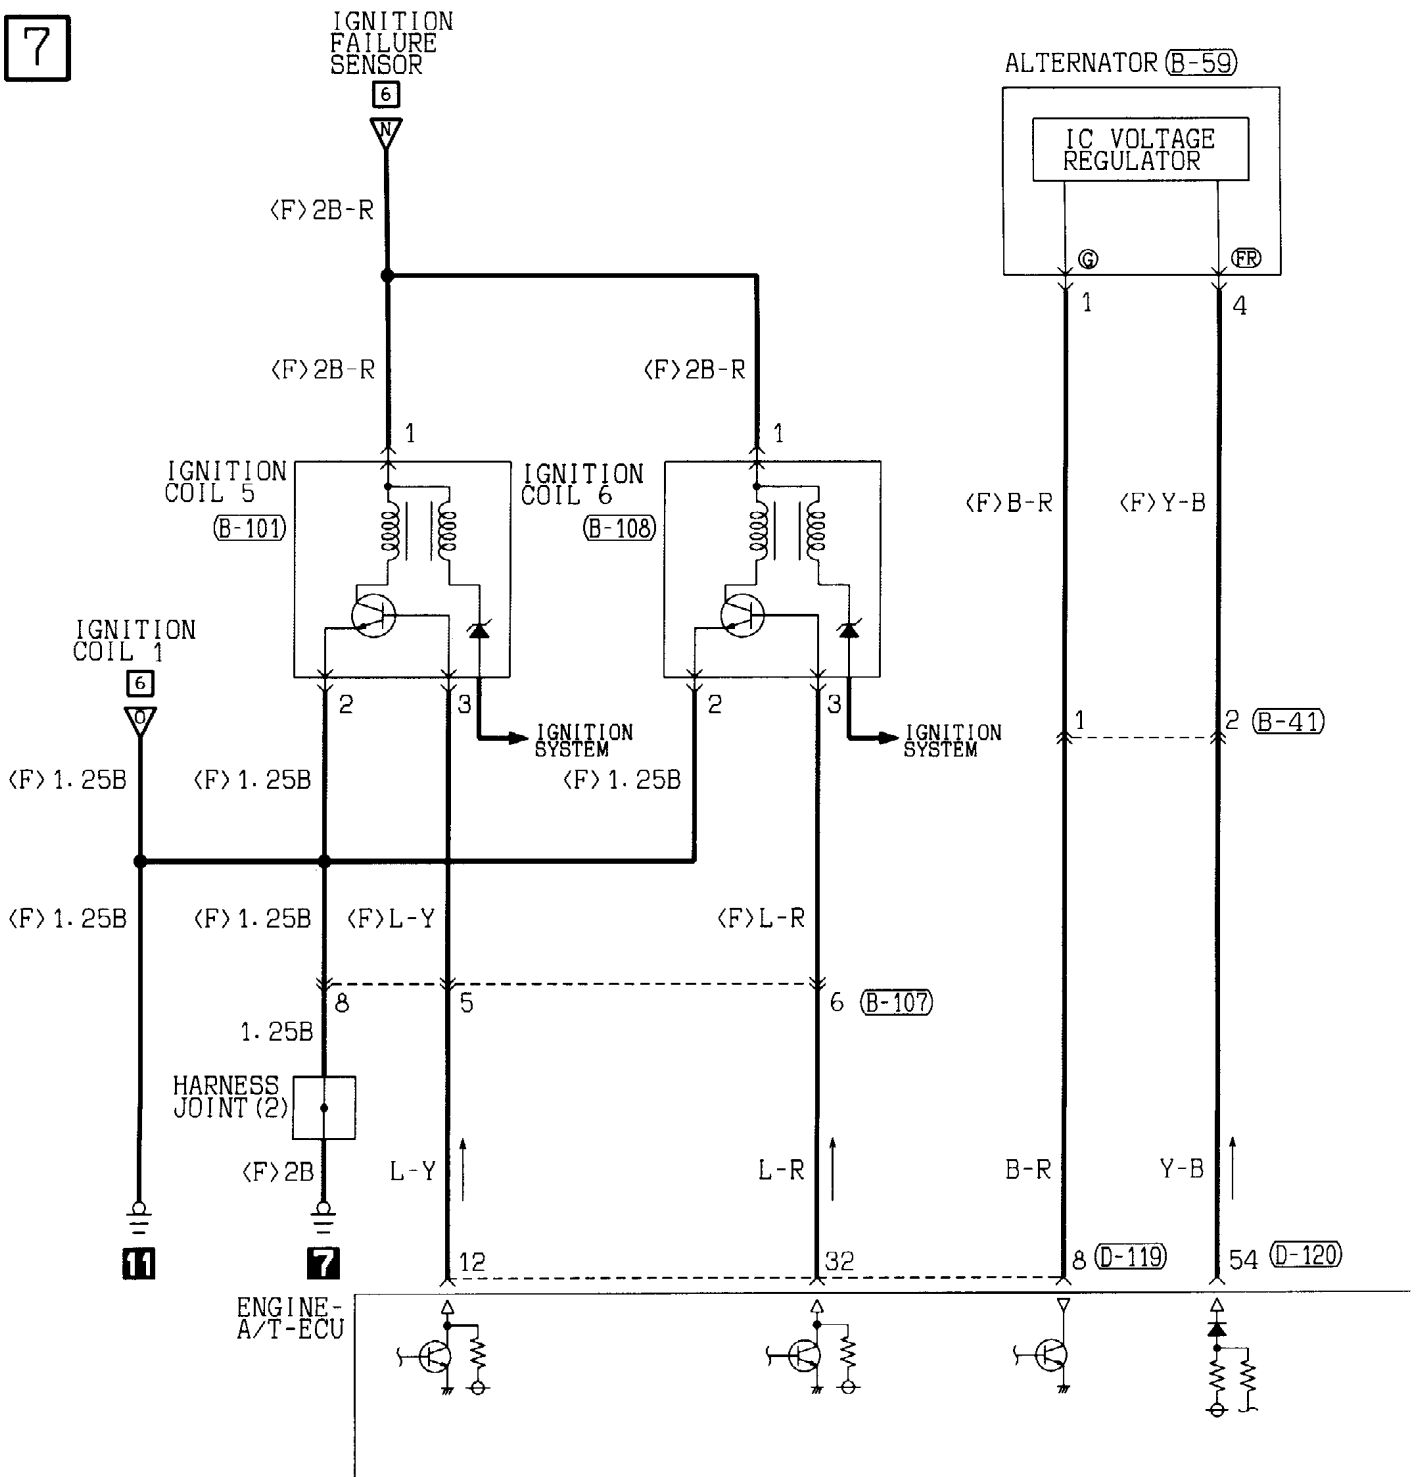 7
IGNITION
FAILURE
SENSOR
6
N
ALTERNATOR (B-59)
IC VOLTAGE
REGULATOR
G
FR
1
4
<F>2B-R
<F>2B-R
<F>2B-R
1
1
IGNITION
COIL 5
(B-101)
IGNITION
COIL 6
(B-108)
<F>B-R
<F>Y-B
IGNITION
COIL 1
6
O
2
3
2
3
IGNITION
SYSTEM
IGNITION
SYSTEM
1
2 (B-41)
<F>1.25B
<F>1.25B
<F>1.25B
<F>1.25B
<F>1.25B
<F>L-Y
<F>L-R
8
5
6 (B-107)
1.25B
HARNESS
JOINT(2)
<F>2B
L-Y
L-R
B-R
Y-B
11
7
12
32
8 (D-119)
54 (D-120)
ENGINE-
A/T-ECU